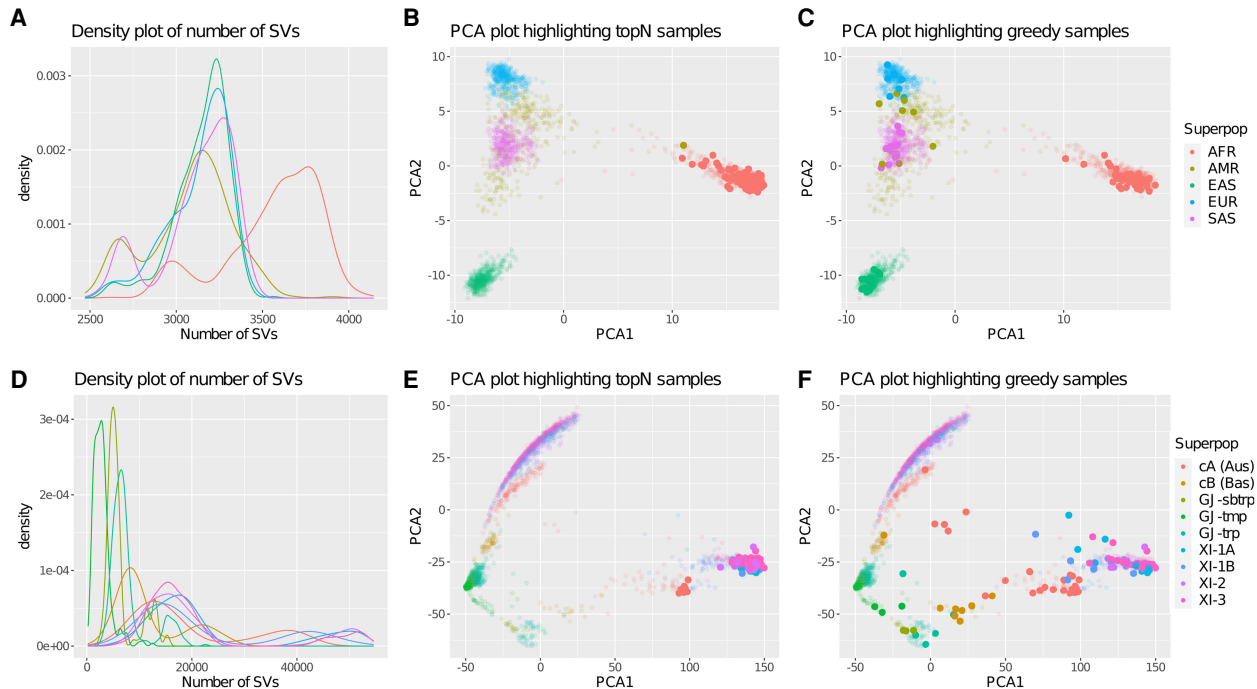 A
Density plot of number of SVs
density
0.003
0.002
0.001
0.000
2500 3000 3500 4000
Number of SVs
B
PCA plot highlighting topN samples
PCA2
10
5
0
-5
-10
-10 0 10
PCA1
C
PCA plot highlighting greedy samples
PCA2
10
5
0
-5
-10
-10 0 10
PCA1
Superpop
AFR
AMR
EAS
EUR
SAS
D
Density plot of number of SVs
density
3e-04
2e-04
1e-04
0e+00
0 20000 40000
Number of SVs
E
PCA plot highlighting topN samples
PCA2
50
25
0
-25
-50
-50 0 50 100 150
PCA1
F
PCA plot highlighting greedy samples
PCA2
50
25
0
-25
-50
-50 0 50 100 150
PCA1
Superpop
cA (Aus)
cB (Bas)
GJ-sbtrp
GJ-tmp
GJ-trp
XI-1A
XI-1B
XI-2
XI-3